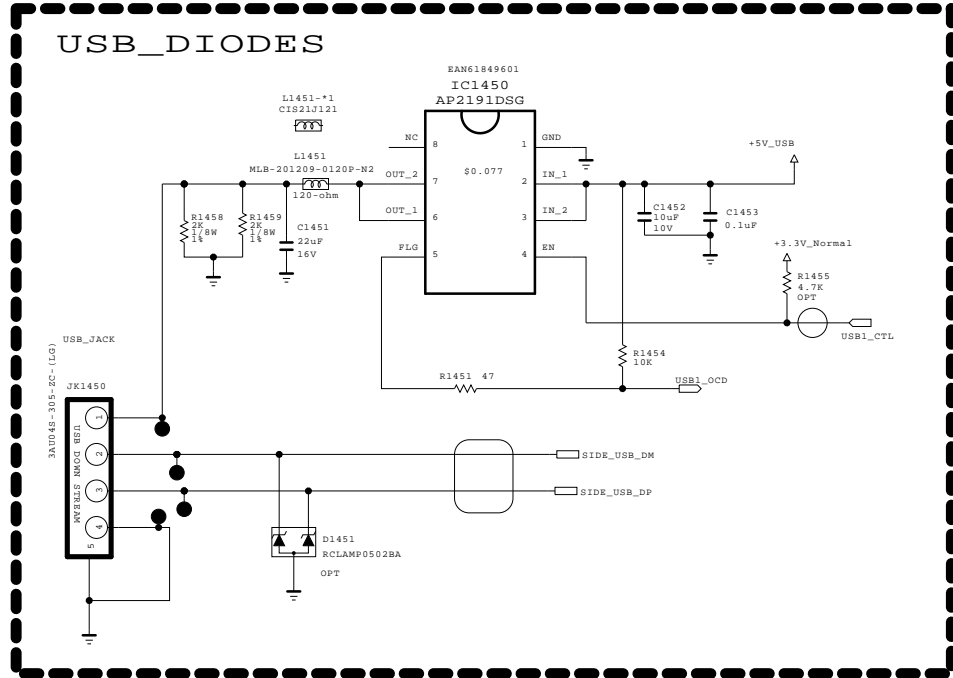 USB_DIODES
EAN61849601
IC1450
AP2191DSG
L1451-*1
CIS21J121
NC
8
1
GND
+5V_USB
L1451
MLB-201209-0120P-N2
120-ohm
OUT_2
7
$0.077
2
IN_1
OUT_1
6
3
IN_2
FLG
5
4
EN
R1458
2K
1/8W
1%
R1459
2K
1/8W
1%
C1451
22uF
16V
C1452
10uF
10V
C1453
0.1uF
+3.3V_Normal
R1455
4.7K
OPT
USB1_CTL
R1454
10K
R1451 47
USB1_OCD
USB_JACK
3AU04S-305-ZC-(LG)
JK1450
USB DOWN STREAM
1
2
3
4
5
SIDE_USB_DM
SIDE_USB_DP
D1451
RCLAMP0502BA
OPT